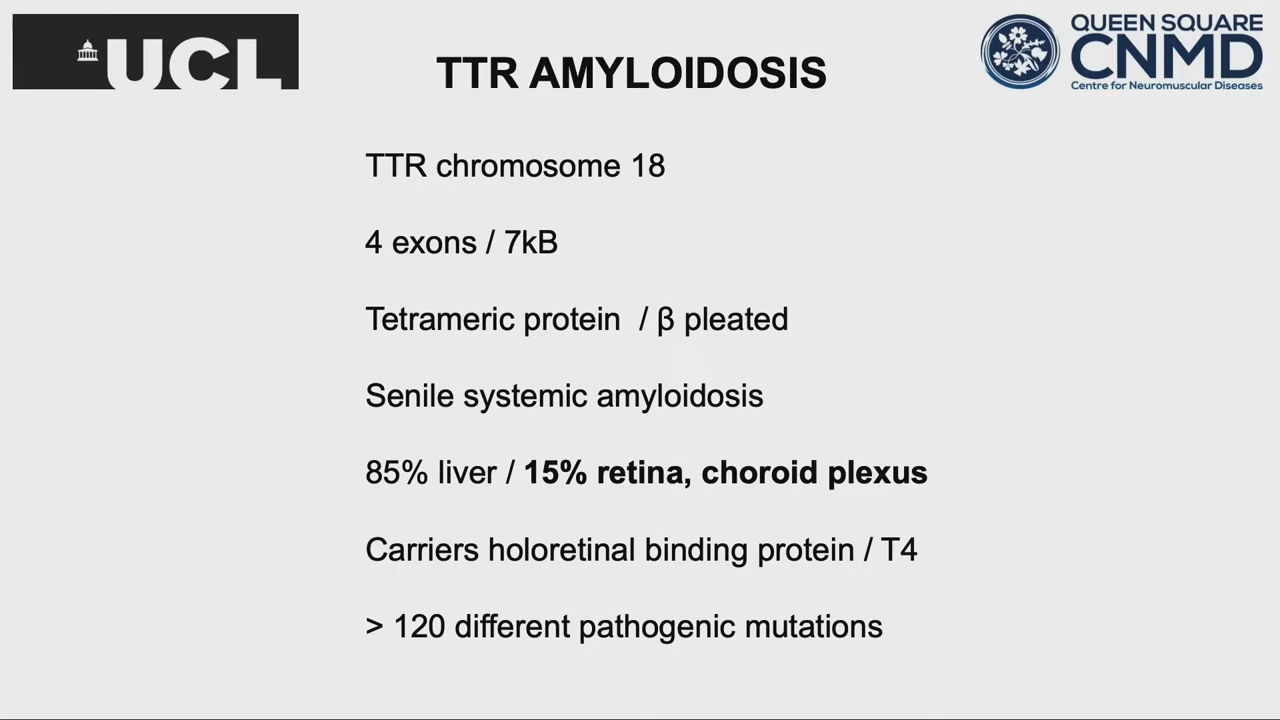 UCL
TTR AMYLOIDOSIS
QUEEN SQUARE
CNMD
Centre for Neuromuscular Diseases
TTR chromosome 18
4 exons / 7kB
Tetrameric protein / β pleated
Senile systemic amyloidosis
85% liver / 15% retina, choroid plexus
Carriers holoretinal binding protein / T4
> 120 different pathogenic mutations